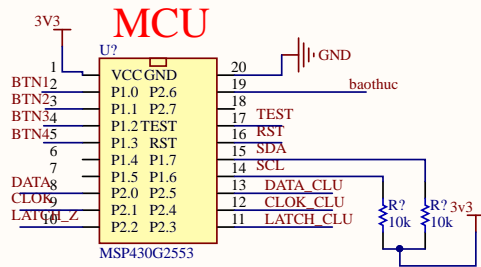 MCU
3V3
U?
GND
1 VCC GND 20
BTN1 2 P1.0 P2.6 19 baothuc
BTN2 3 P1.1 P2.7 18
BTN3 4 P1.2 TEST 17 TEST
BTN4 5 P1.3 RST 16 RST
6 P1.4 P1.7 15 SDA
7 P1.5 P1.6 14 SCL
DATA 8 P2.0 P2.5 13 DATA_CLU
CLOK 9 P2.1 P2.4 12 CLOK_CLU
LATCH_Z 10 P2.2 P2.3 11 LATCH_CLU
R? R? 3v3
10k 10k
MSP430G2553